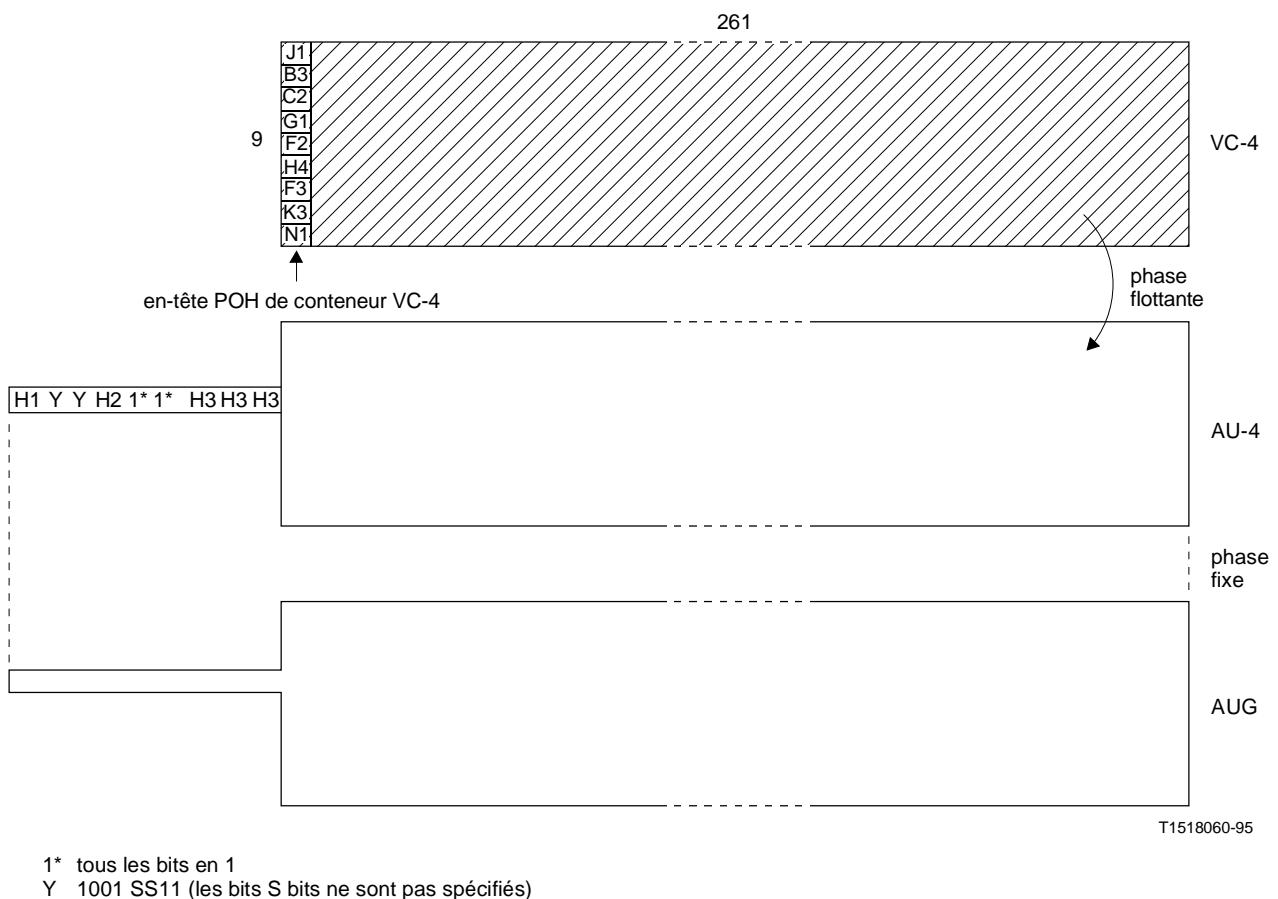 261
J1
B3
C2
G1
9
F2
VC-4
H4
F3
K3
N1
phase
flottante
en-tête POH de conteneur VC-4
H1 Y Y H2 1* 1* H3 H3 H3
AU-4
phase
fixe
AUG
T1518060-95
1* tous les bits en 1
Y 1001 SS11 (les bits S bits ne sont pas spécifiés)